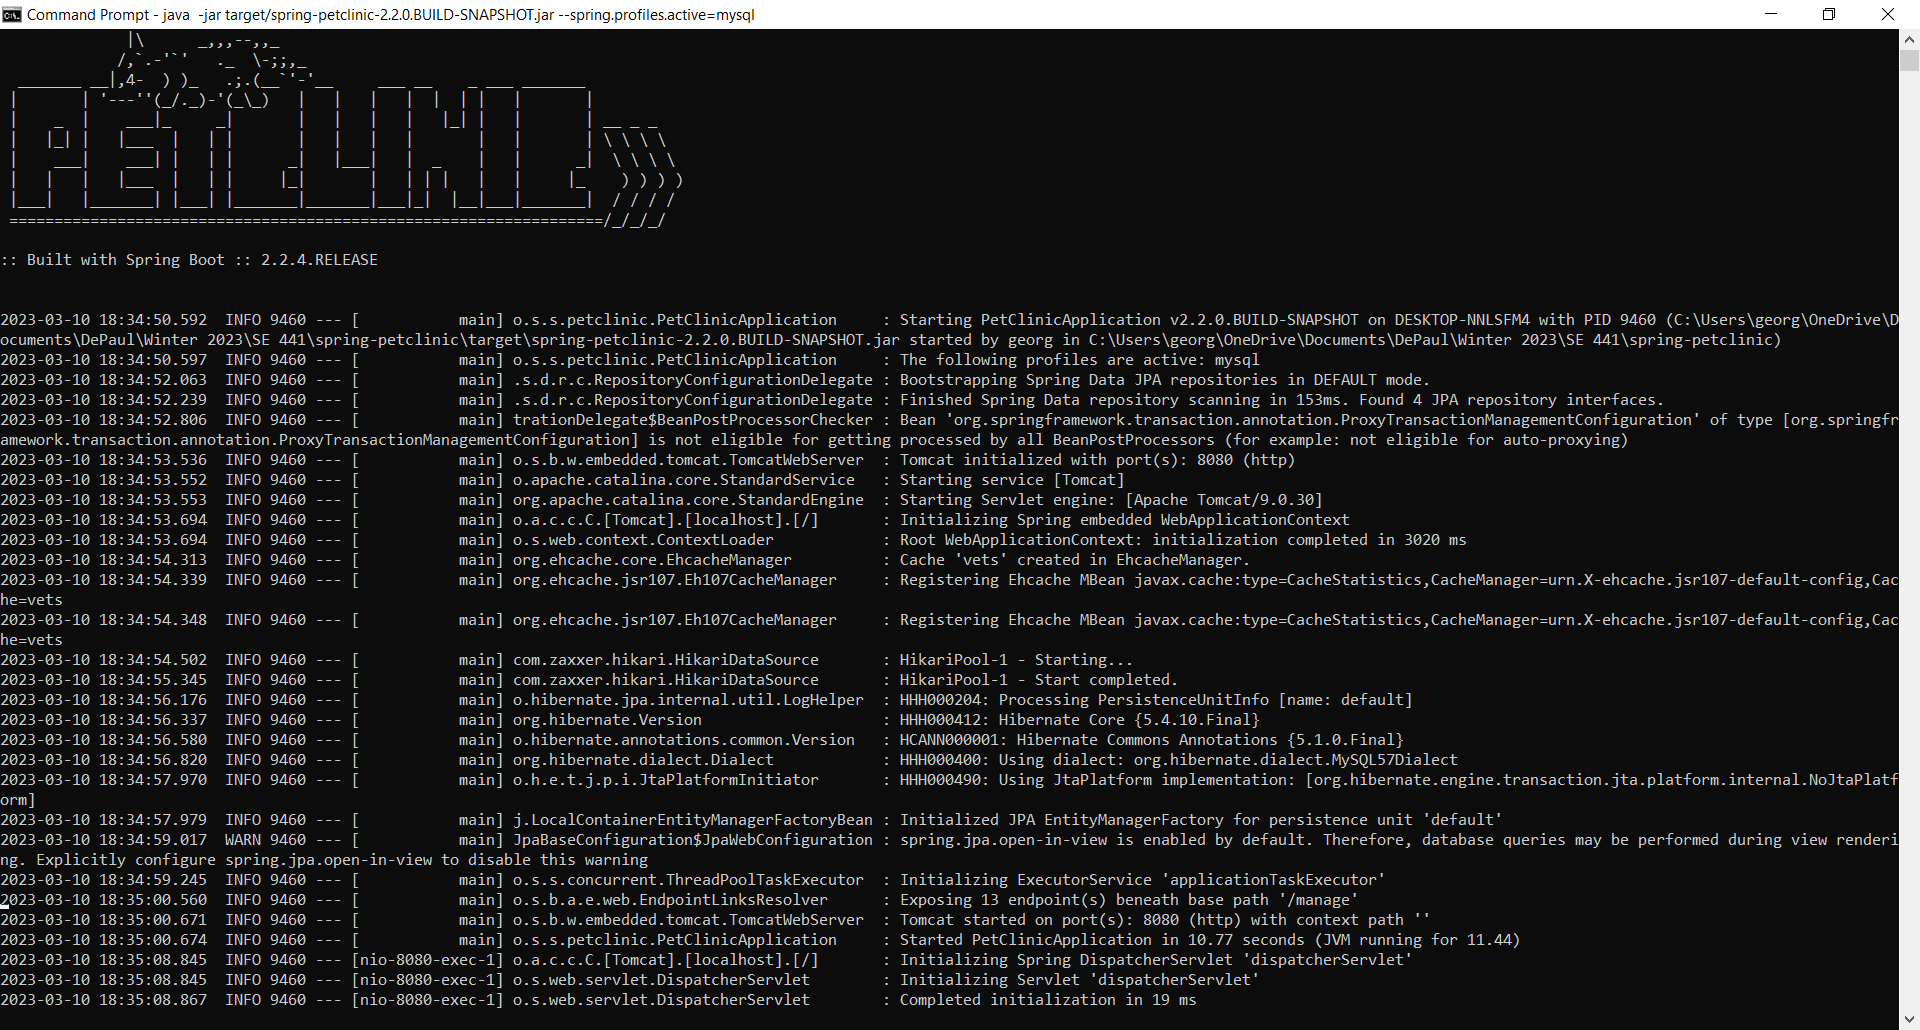 Command Prompt - java  -jar target/spring-petclinic-2.2.0.BUILD-SNAPSHOT.jar --spring.profiles.active=mysql
              |\      _,,,--,,_
             /,`.-'`'   ._  \-;;,_
  _______ __|,4-  ) )_   .;.(__`'-'__     ___ __    _ ___ _______
 |       | '---''(_/._)-'(_\_)   |   |   |   |  |  | |   |       |
 |    _  |    ___|_     _|       |   |   |   |   |_| |   |       | __ _ _
 |   |_| |   |___  |   | |       |   |   |   |       |   |       | \ \ \ \
 |    ___|    ___| |   | |      _|   |___|   |  _    |   |      _|  \ \ \ \
 |   |   |   |___  |   | |     |_|       |   | | |   |   |     |_    ) ) ) )
 |___|   |_______| |___| |_______|_______|___|_|  |__|___|_______|  / / / /
 ==================================================================/_/_/_/
:: Built with Spring Boot :: 2.2.4.RELEASE
2023-03-10 18:34:50.592  INFO 9460 --- [           main] o.s.s.petclinic.PetClinicApplication     : Starting PetClinicApplication v2.2.0.BUILD-SNAPSHOT on DESKTOP-NNLSFM4 with PID 9460 (C:\Users\georg\OneDrive\D
ocuments\DePaul\Winter 2023\SE 441\spring-petclinic\target\spring-petclinic-2.2.0.BUILD-SNAPSHOT.jar started by georg in C:\Users\georg\OneDrive\Documents\DePaul\Winter 2023\SE 441\spring-petclinic)
2023-03-10 18:34:50.597  INFO 9460 --- [           main] o.s.s.petclinic.PetClinicApplication     : The following profiles are active: mysql
2023-03-10 18:34:52.063  INFO 9460 --- [           main] .s.d.r.c.RepositoryConfigurationDelegate : Bootstrapping Spring Data JPA repositories in DEFAULT mode.
2023-03-10 18:34:52.239  INFO 9460 --- [           main] .s.d.r.c.RepositoryConfigurationDelegate : Finished Spring Data repository scanning in 153ms. Found 4 JPA repository interfaces.
2023-03-10 18:34:52.806  INFO 9460 --- [           main] trationDelegate$BeanPostProcessorChecker : Bean 'org.springframework.transaction.annotation.ProxyTransactionManagementConfiguration' of type [org.springfr
amework.transaction.annotation.ProxyTransactionManagementConfiguration] is not eligible for getting processed by all BeanPostProcessors (for example: not eligible for auto-proxying)
2023-03-10 18:34:53.536  INFO 9460 --- [           main] o.s.b.w.embedded.tomcat.TomcatWebServer  : Tomcat initialized with port(s): 8080 (http)
2023-03-10 18:34:53.552  INFO 9460 --- [           main] o.apache.catalina.core.StandardService   : Starting service [Tomcat]
2023-03-10 18:34:53.553  INFO 9460 --- [           main] org.apache.catalina.core.StandardEngine  : Starting Servlet engine: [Apache Tomcat/9.0.30]
2023-03-10 18:34:53.694  INFO 9460 --- [           main] o.a.c.c.C.[Tomcat].[localhost].[/]       : Initializing Spring embedded WebApplicationContext
2023-03-10 18:34:53.694  INFO 9460 --- [           main] o.s.web.context.ContextLoader            : Root WebApplicationContext: initialization completed in 3020 ms
2023-03-10 18:34:54.313  INFO 9460 --- [           main] org.ehcache.core.EhcacheManager          : Cache 'vets' created in EhcacheManager.
2023-03-10 18:34:54.339  INFO 9460 --- [           main] org.ehcache.jsr107.Eh107CacheManager     : Registering Ehcache MBean javax.cache:type=CacheStatistics,CacheManager=urn.X-ehcache.jsr107-default-config,Cac
he=vets
2023-03-10 18:34:54.348  INFO 9460 --- [           main] org.ehcache.jsr107.Eh107CacheManager     : Registering Ehcache MBean javax.cache:type=CacheStatistics,CacheManager=urn.X-ehcache.jsr107-default-config,Cac
he=vets
2023-03-10 18:34:54.502  INFO 9460 --- [           main] com.zaxxer.hikari.HikariDataSource       : HikariPool-1 - Starting...
2023-03-10 18:34:55.345  INFO 9460 --- [           main] com.zaxxer.hikari.HikariDataSource       : HikariPool-1 - Start completed.
2023-03-10 18:34:56.176  INFO 9460 --- [           main] o.hibernate.jpa.internal.util.LogHelper  : HHH000204: Processing PersistenceUnitInfo [name: default]
2023-03-10 18:34:56.337  INFO 9460 --- [           main] org.hibernate.Version                    : HHH000412: Hibernate Core {5.4.10.Final}
2023-03-10 18:34:56.580  INFO 9460 --- [           main] o.hibernate.annotations.common.Version   : HCANN000001: Hibernate Commons Annotations {5.1.0.Final}
2023-03-10 18:34:56.820  INFO 9460 --- [           main] org.hibernate.dialect.Dialect            : HHH000400: Using dialect: org.hibernate.dialect.MySQL57Dialect
2023-03-10 18:34:57.970  INFO 9460 --- [           main] o.h.e.t.j.p.i.JtaPlatformInitiator       : HHH000490: Using JtaPlatform implementation: [org.hibernate.engine.transaction.jta.platform.internal.NoJtaPlatf
orm]
2023-03-10 18:34:57.979  INFO 9460 --- [           main] j.LocalContainerEntityManagerFactoryBean : Initialized JPA EntityManagerFactory for persistence unit 'default'
2023-03-10 18:34:59.017  WARN 9460 --- [           main] JpaBaseConfiguration$JpaWebConfiguration : spring.jpa.open-in-view is enabled by default. Therefore, database queries may be performed during view renderi
ng. Explicitly configure spring.jpa.open-in-view to disable this warning
2023-03-10 18:34:59.245  INFO 9460 --- [           main] o.s.s.concurrent.ThreadPoolTaskExecutor  : Initializing ExecutorService 'applicationTaskExecutor'
2023-03-10 18:35:00.560  INFO 9460 --- [           main] o.s.b.a.e.web.EndpointLinksResolver      : Exposing 13 endpoint(s) beneath base path '/manage'
2023-03-10 18:35:00.671  INFO 9460 --- [           main] o.s.b.w.embedded.tomcat.TomcatWebServer  : Tomcat started on port(s): 8080 (http) with context path ''
2023-03-10 18:35:00.674  INFO 9460 --- [           main] o.s.s.petclinic.PetClinicApplication     : Started PetClinicApplication in 10.77 seconds (JVM running for 11.44)
2023-03-10 18:35:08.845  INFO 9460 --- [nio-8080-exec-1] o.a.c.c.C.[Tomcat].[localhost].[/]       : Initializing Spring DispatcherServlet 'dispatcherServlet'
2023-03-10 18:35:08.845  INFO 9460 --- [nio-8080-exec-1] o.s.web.servlet.DispatcherServlet        : Initializing Servlet 'dispatcherServlet'
2023-03-10 18:35:08.867  INFO 9460 --- [nio-8080-exec-1] o.s.web.servlet.DispatcherServlet        : Completed initialization in 19 ms